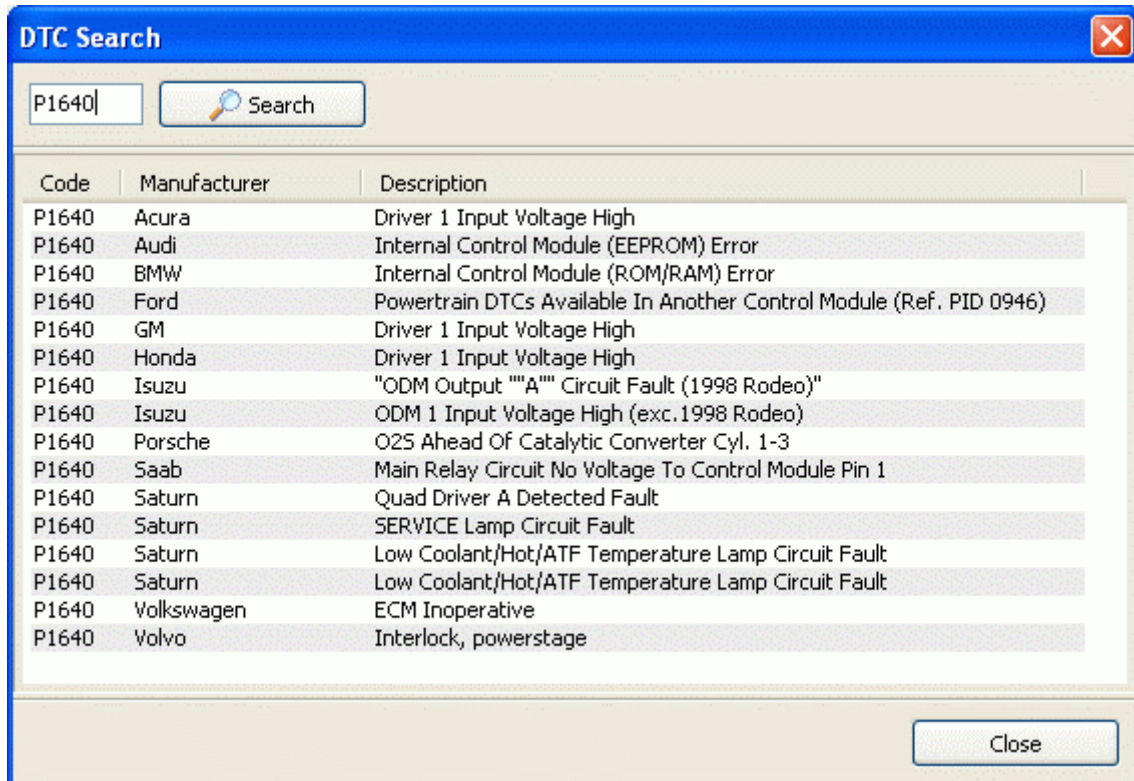 DTC Search
P1640 Search
Code Manufacturer Description
P1640 Acura Driver 1 Input Voltage High
P1640 Audi Internal Control Module (EEPROM) Error
P1640 BMW Internal Control Module (ROM/RAM) Error
P1640 Ford Powertrain DTCs Available In Another Control Module (Ref. PID 0946)
P1640 GM Driver 1 Input Voltage High
P1640 Honda Driver 1 Input Voltage High
P1640 Isuzu "ODM Output ""A"" Circuit Fault (1998 Rodeo)"
P1640 Isuzu ODM 1 Input Voltage High (exc.1998 Rodeo)
P1640 Porsche O2S Ahead Of Catalytic Converter Cyl. 1-3
P1640 Saab Main Relay Circuit No Voltage To Control Module Pin 1
P1640 Saturn Quad Driver A Detected Fault
P1640 Saturn SERVICE Lamp Circuit Fault
P1640 Saturn Low Coolant/Hot/ATF Temperature Lamp Circuit Fault
P1640 Saturn Low Coolant/Hot/ATF Temperature Lamp Circuit Fault
P1640 Volkswagen ECM Inoperative
P1640 Volvo Interlock, powerstage
Close